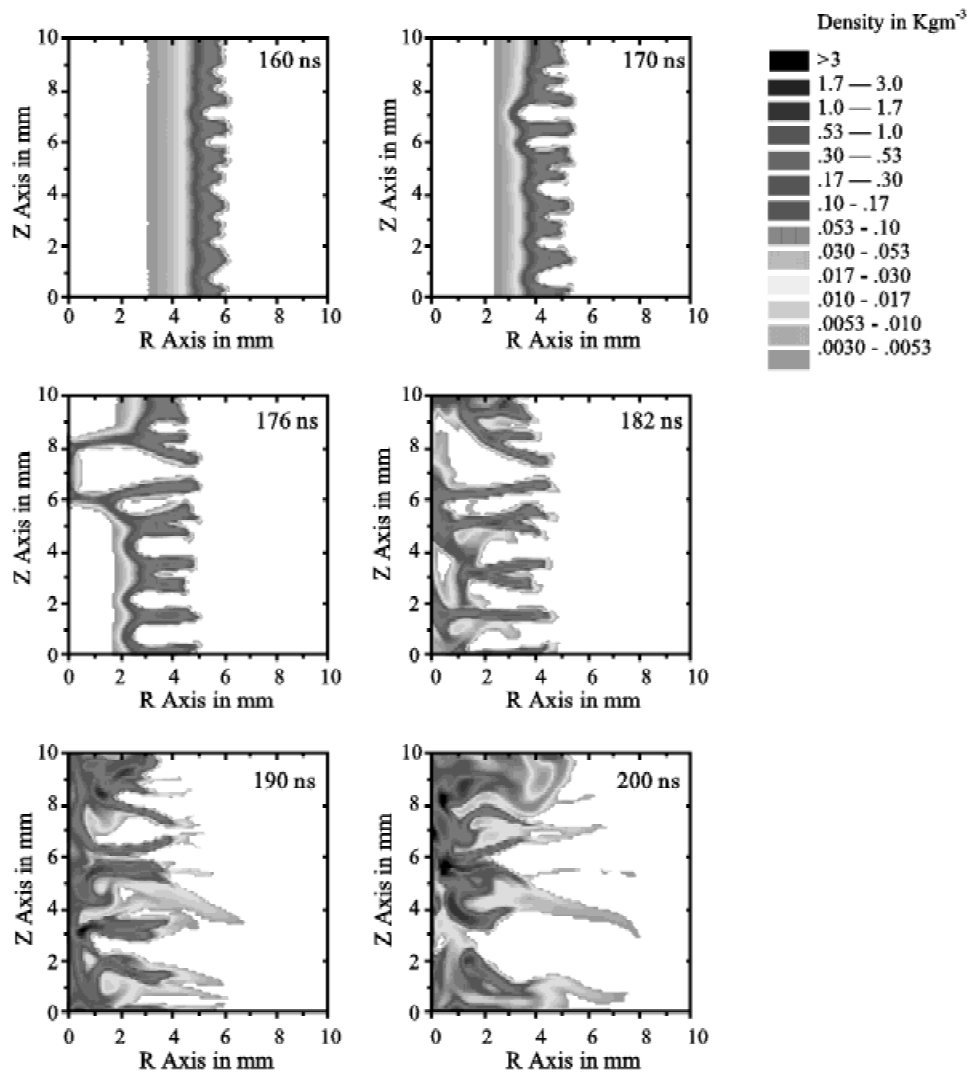 Density in Kgm-3
>3
1.7 — 3.0
1.0 — 1.7
.53 — 1.0
.30 — .53
.17 — .30
.10 - .17
.053 - .10
.030 - .053
.017 - .030
.010 - .017
.0053 - .010
.0030 - .0053
160 ns
10
8
6
4
2
0
Z Axis in mm
0 2 4 6 8 10
R Axis in mm
170 ns
10
8
6
4
2
0
Z Axis in mm
0 2 4 6 8 10
R Axis in mm
176 ns
10
8
6
4
2
0
Z Axis in mm
0 2 4 6 8 10
R Axis in mm
182 ns
10
8
6
4
2
0
Z Axis in mm
0 2 4 6 8 10
R Axis in mm
190 ns
10
8
6
4
2
0
Z Axis in mm
0 2 4 6 8 10
R Axis in mm
200 ns
10
8
6
4
2
0
Z Axis in mm
0 2 4 6 8 10
R Axis in mm